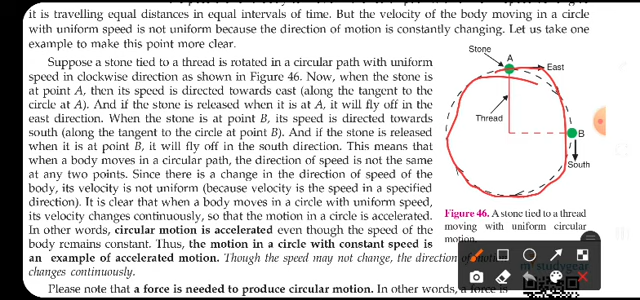 it is travelling equal distances in equal intervals of time. But the velocity of the body moving in a circle
with uniform speed is not uniform because the direction of motion is constantly changing. Let us take one
example to make this point more clear.
Suppose a stone tied to a thread is rotated in a circular path with uniform
speed in clockwise direction as shown in Figure 46. Now, when the stone is
at point A, then its speed is directed towards east (along the tangent to the
circle at A). And if the stone is released when it is at A, it will fly off in the
east direction. When the stone is at point B, its speed is directed towards
south (along the tangent to the circle at point B). And if the stone is released
when it is at point B, it will fly off in the south direction. This means that
when a body moves in a circular path, the direction of speed is not the same
at any two points. Since there is a change in the direction of speed of the
body, its velocity is not uniform (because velocity is the speed in a specified
direction). It is clear that when a body moves in a circle with uniform speed,
its velocity changes continuously, so that the motion in a circle is accelerated.
In other words, circular motion is accelerated even though the speed of the
body remains constant. Thus, the motion in a circle with constant speed is
an example of accelerated motion. Though the speed may not change, the direction of motion
changes continuously.
Please note that a force is needed to produce circular motion. In other words, a force is
Stone
A
East
Thread
B
South
Figure 46. A stone tied to a thread
moving with uniform circular
motion.